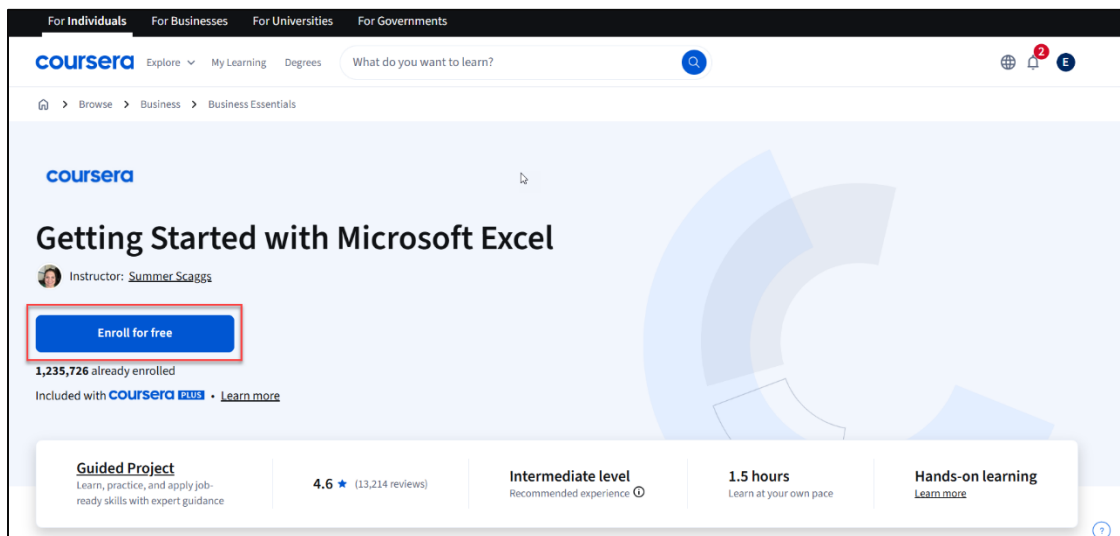 For Individuals For Businesses For Universities For Governments
coursera Explore My Learning Degrees What do you want to learn? 2 E
Browse > Business > Business Essentials
coursera
Getting Started with Microsoft Excel
Instructor: Summer Scaggs
Enroll for free
1,235,726 already enrolled
Included with coursera PLUS • Learn more
Guided Project
Learn, practice, and apply job-
ready skills with expert guidance
4.6 ★ (13,214 reviews)
Intermediate level
Recommended experience
1.5 hours
Learn at your own pace
Hands-on learning
Learn more
?